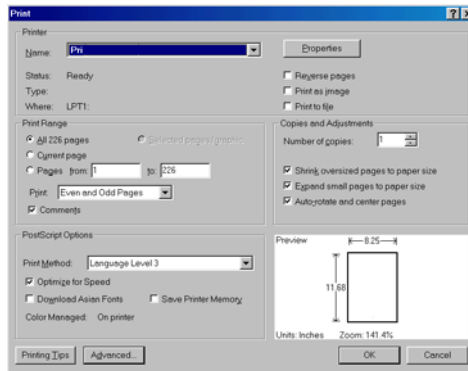 Print
Printer
Name: Pri
Properties
Status: Ready
Type:
Where: LPT1:
Reverse pages
Print as image
Print to file
Print Range
All 226 pages
Selected pages/graphic
Current page
Pages from: 1 to: 226
Print: Even and Odd Pages
Comments
Copies and Adjustments
Number of copies: 1
Shrink oversized pages to paper size
Expand small pages to paper size
Auto-rotate and center pages
PostScript Options
Print Method: Language Level 3
Optimize for Speed
Download Asian Fonts
Save Printer Memory
Color Managed: On printer
Preview
8.25
11.68
Units: Inches Zoom: 141.4%
Printing Tips
Advanced...
OK
Cancel